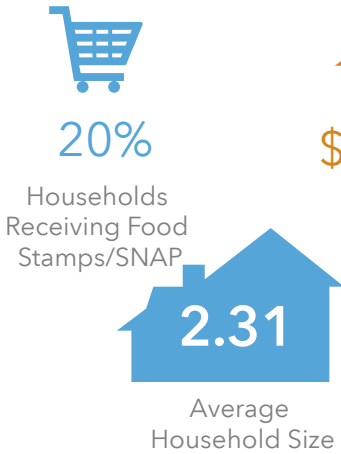 20%
$
Households
Receiving Food
Stamps/SNAP
2.31
Average
Household Size